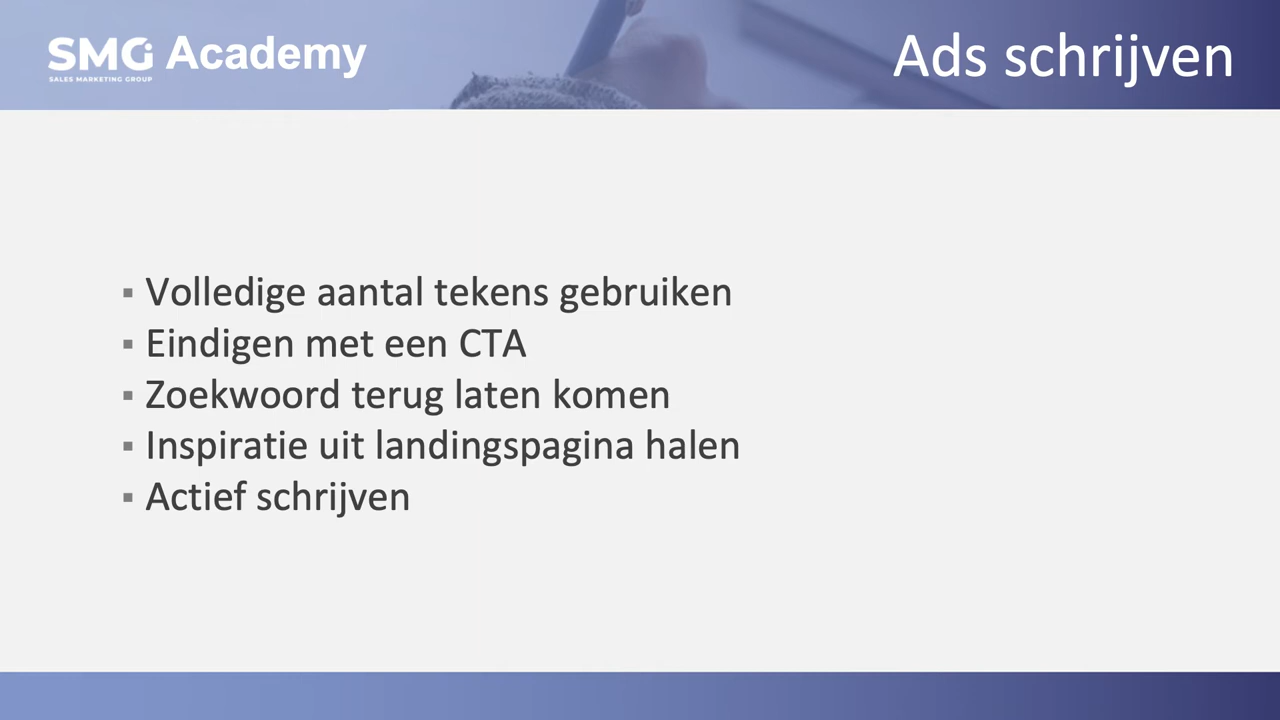 SMG Academy
SALES MARKETING GROUP
Ads schrijven
▪ Volledige aantal tekens gebruiken
▪ Eindigen met een CTA
▪ Zoekwoord terug laten komen
▪ Inspiratie uit landingspagina halen
▪ Actief schrijven